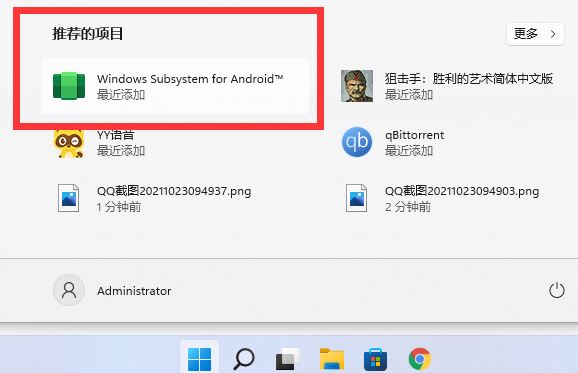 推荐的项目
更多
Windows Subsystem for Android™
最近添加
狙击手：胜利的艺术简体中文版
最近添加
YY语音
最近添加
qBittorrent
最近添加
QQ截图20211023094937.png
1 分钟前
QQ截图20211023094903.png
2 分钟前
Administrator